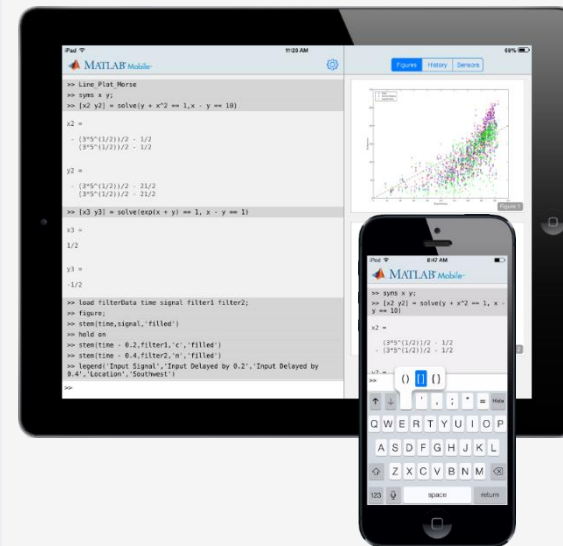 iPad 11:23 AM 68%
MATLAB Mobile
>> Line_Plat_Morse
>> syms x y;
>> [x2 y2] = solve(y + x^2 == 1,x - y == 10)
x2 =
- (3*5^(1/2))/2 - 1/2
(3*5^(1/2))/2 - 1/2
y2 =
- (3*5^(1/2))/2 - 21/2
(3*5^(1/2))/2 - 21/2
>> [x3 y3] = solve(exp(x + y) == 1, x - y == 1)
x3 =
1/2
y3 =
-1/2
>> load filterData time signal filter1 filter2;
>> figure;
>> stem(time,signal,'filled')
>> hold on
>> stem(time - 0.2,filter1,'c','filled')
>> stem(time - 0.4,filter2,'m','filled')
>> legend('Input Signal','Input Delayed by 0.2','Input Delayed by
0.4','Location','Southwest')
>>
Figures History Sensors
Figure 1
iPod 8:47 AM
MATLAB Mobile
>> syms x y;
>> [x2 y2] = solve(y + x^2 == 1, x -
y == 10)
x2 =
(3*5^(1/2))/2 - 1/2
- (3*5^(1/2))/2 - 1/2
y2 =
>>
() [] {}
' , ; * = Hide
Q W E R T Y U I O P
A S D F G H J K L
Z X C V B N M
123 space return